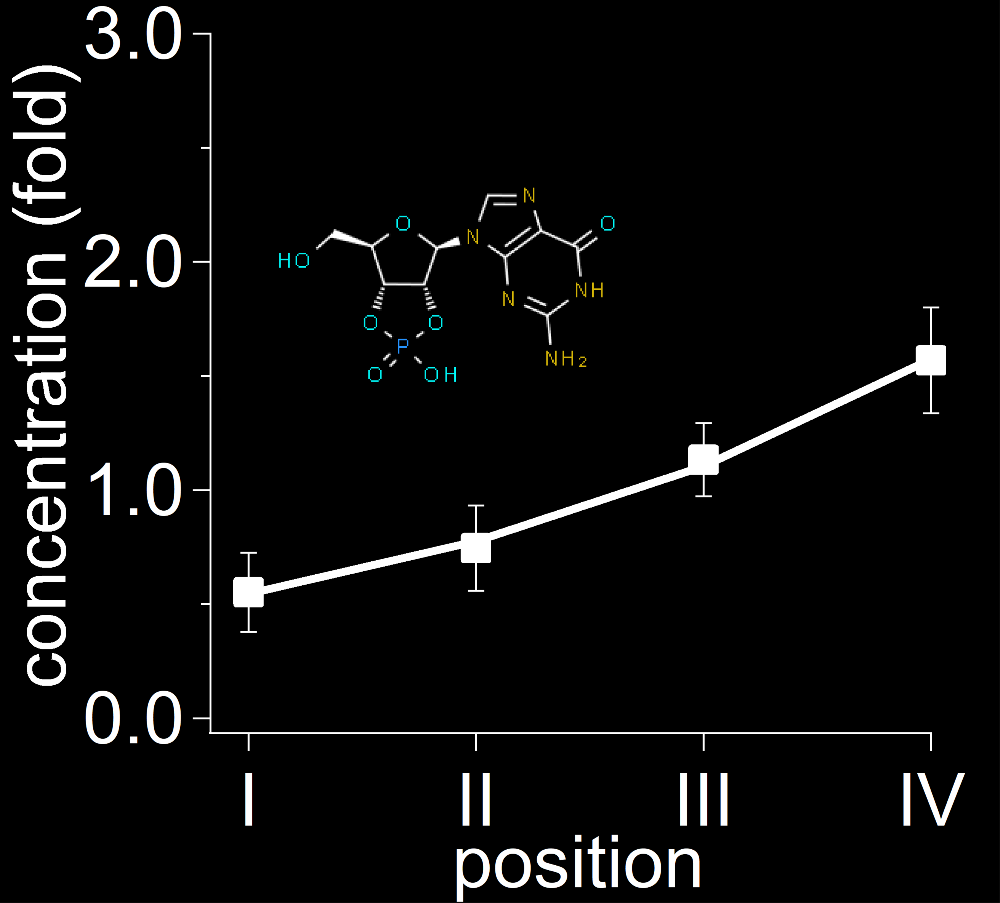 concentration (fold)
3.0
2.0
1.0
0.0
N
O
O
N
HO
NH
N
O
O
P
NH2
O
OH
I
II
III
IV
position